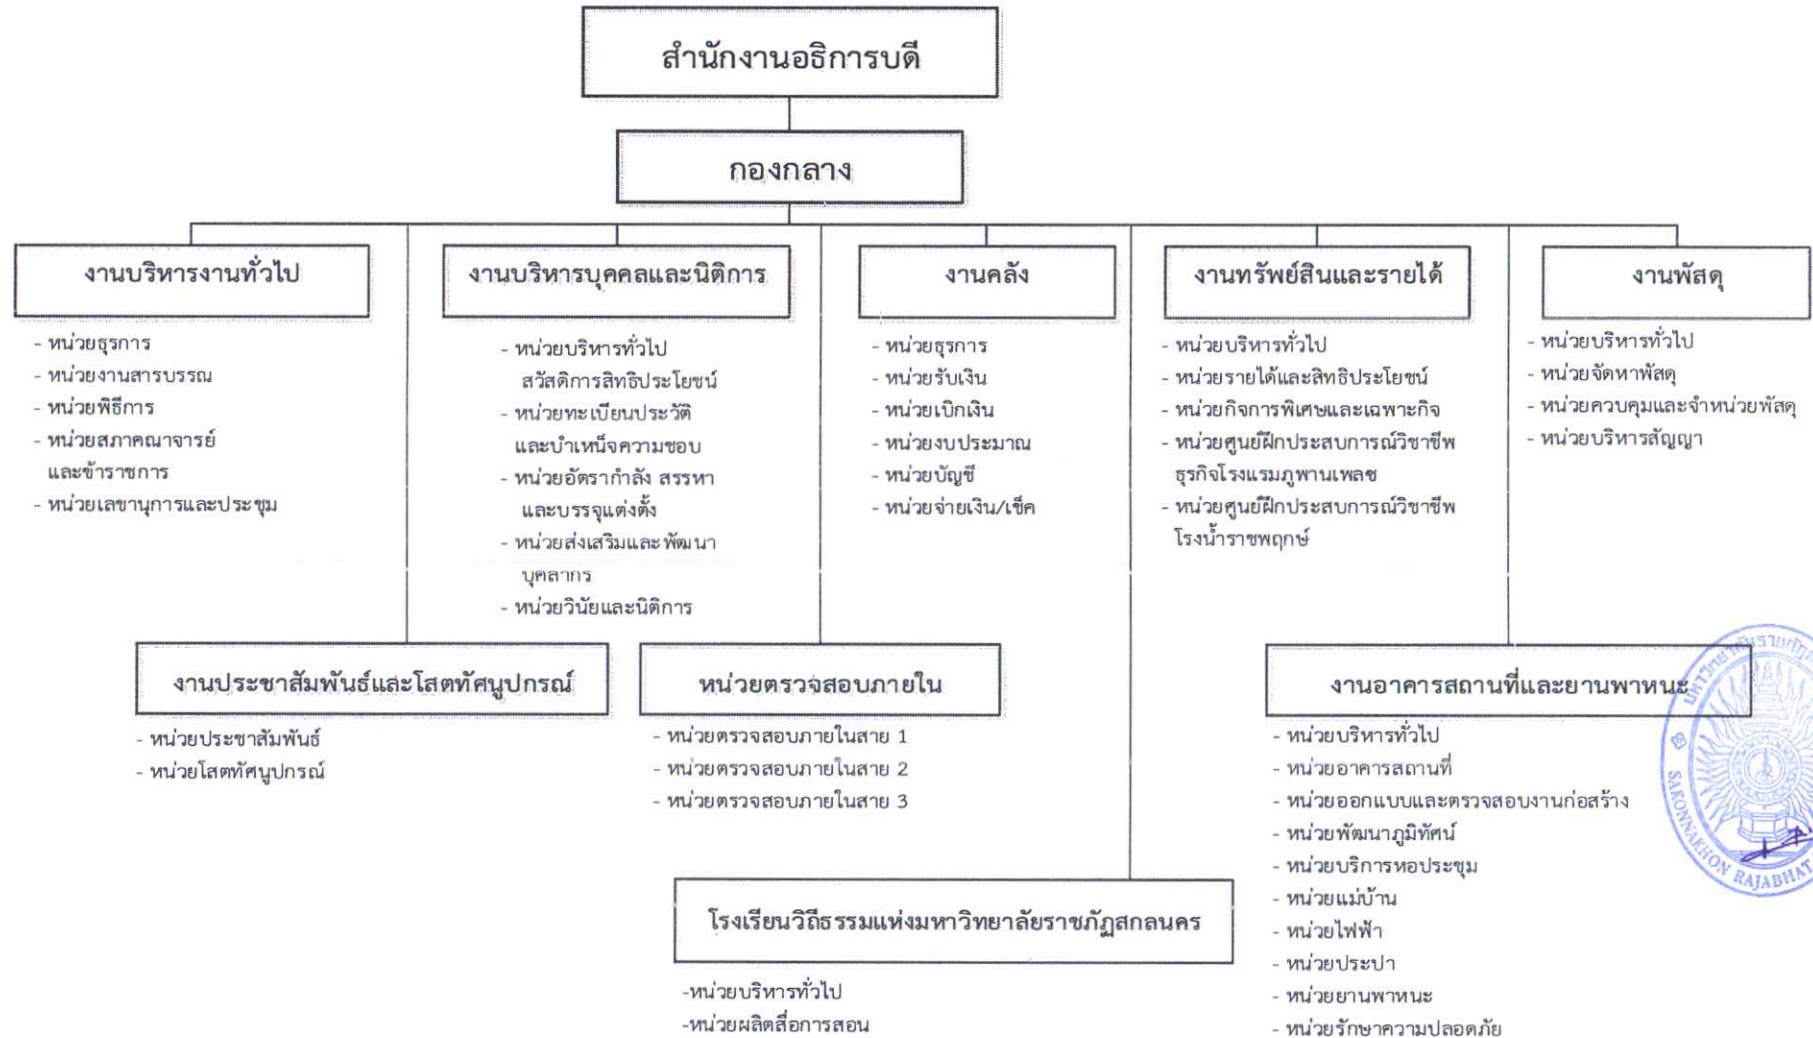 สำนักงานอธิการบดี
กองกลาง
งานบริหารงานทั่วไป
- หน่วยธุรการ
- หน่วยงานสารบรรณ
- หน่วยพิธีการ
- หน่วยสภาคณาจารย์
และข้าราชการ
- หน่วยเลขานุการและประชุม
งานบริหารบุคคลและนิติการ
- หน่วยบริหารทั่วไป
สวัสดิการสิทธิประโยชน์
- หน่วยทะเบียนประวัติ
และบำเหน็จความชอบ
- หน่วยอัตรากำลัง สรรหา
และบรรจุแต่งตั้ง
- หน่วยส่งเสริมและพัฒนา
บุคลากร
- หน่วยวินัยและนิติการ
งานคลัง
- หน่วยธุรการ
- หน่วยรับเงิน
- หน่วยเบิกเงิน
- หน่วยงบประมาณ
- หน่วยบัญชี
- หน่วยจ่ายเงิน/เช็ค
งานทรัพย์สินและรายได้
- หน่วยบริหารทั่วไป
- หน่วยรายได้และสิทธิประโยชน์
- หน่วยกิจการพิเศษและเฉพาะกิจ
- หน่วยศูนย์ฝึกประสบการณ์วิชาชีพ
ธุรกิจโรงแรมภูพานเพลซ
- หน่วยศูนย์ฝึกประสบการณ์วิชาชีพ
โรงน้ำราชพฤกษ์
งานพัสดุ
- หน่วยบริหารทั่วไป
- หน่วยจัดหาพัสดุ
- หน่วยควบคุมและจำหน่ายพัสดุ
- หน่วยบริหารสัญญา
งานประชาสัมพันธ์และโสตทัศนูปกรณ์
- หน่วยประชาสัมพันธ์
- หน่วยโสตทัศนูปกรณ์
หน่วยตรวจสอบภายใน
- หน่วยตรวจสอบภายในสาย 1
- หน่วยตรวจสอบภายในสาย 2
- หน่วยตรวจสอบภายในสาย 3
งานอาคารสถานที่และยานพาหนะ
- หน่วยบริหารทั่วไป
- หน่วยอาคารสถานที่
- หน่วยออกแบบและตรวจสอบงานก่อสร้าง
- หน่วยพัฒนาภูมิทัศน์
- หน่วยบริการหอประชุม
- หน่วยแม่บ้าน
- หน่วยไฟฟ้า
- หน่วยประปา
- หน่วยยานพาหนะ
- หน่วยรักษาความปลอดภัย
โรงเรียนวิถีธรรมแห่งมหาวิทยาลัยราชภัฏสกลนคร
-หน่วยบริหารทั่วไป
-หน่วยผลิตสื่อการสอน
SAKONNAKHON RAJABHAT